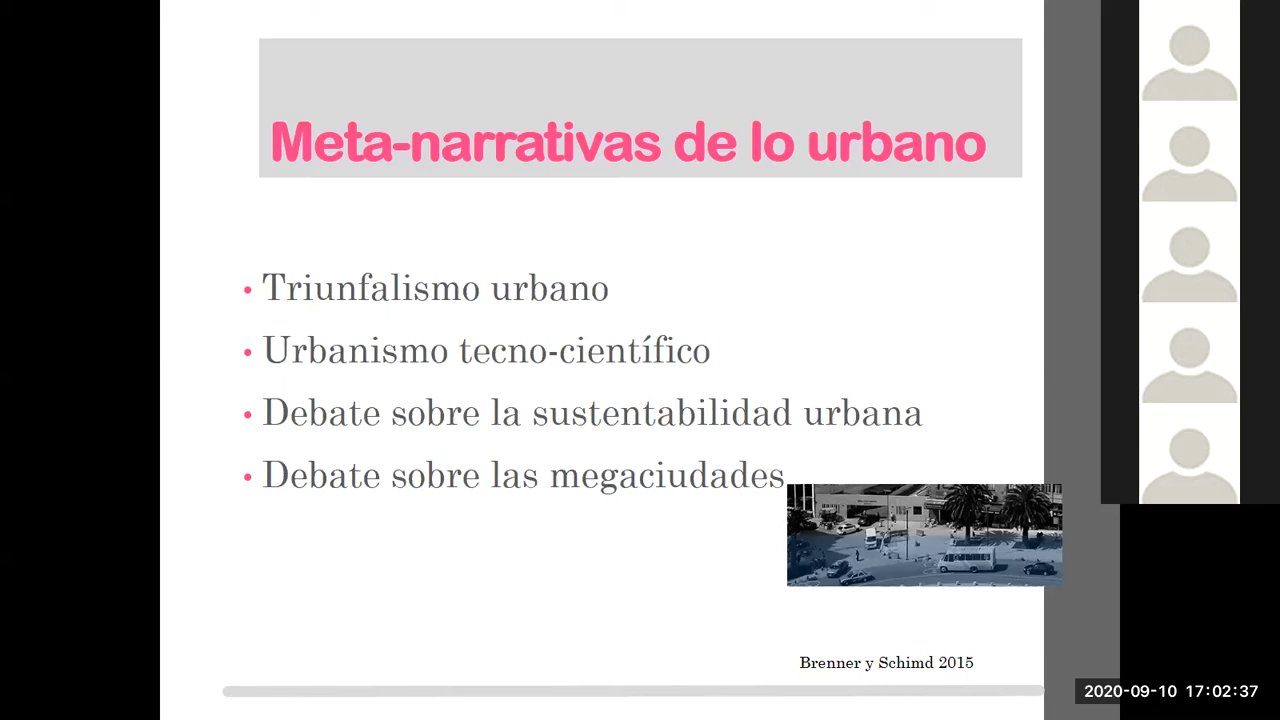 Meta-narrativas de lo urbano
• Triunfalismo urbano
• Urbanismo tecno-científico
• Debate sobre la sustentabilidad urbana
• Debate sobre las megaciudades
Brenner y Schimd 2015
2020-09-10 17:02:37